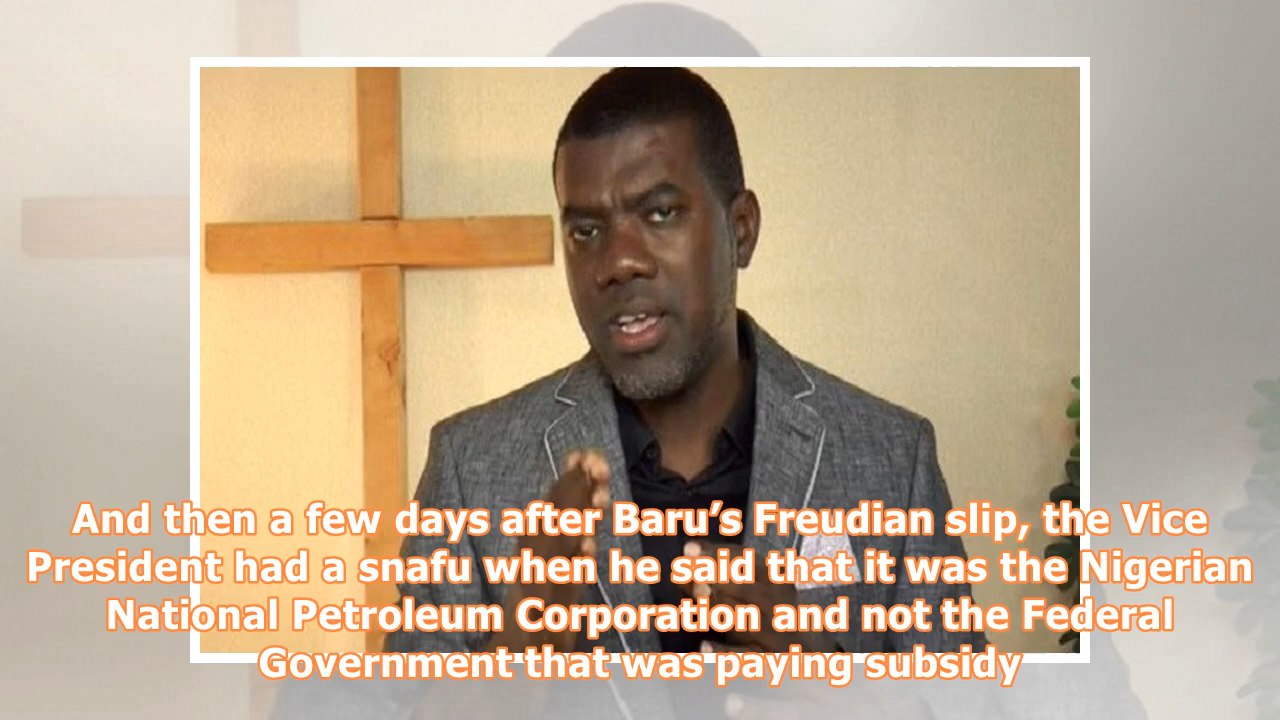 And then a few days after Baru’s Freudian slip, the Vice
President had a snafu when he said that it was the Nigerian
National Petroleum Corporation and not the Federal
Government that was paying subsidy